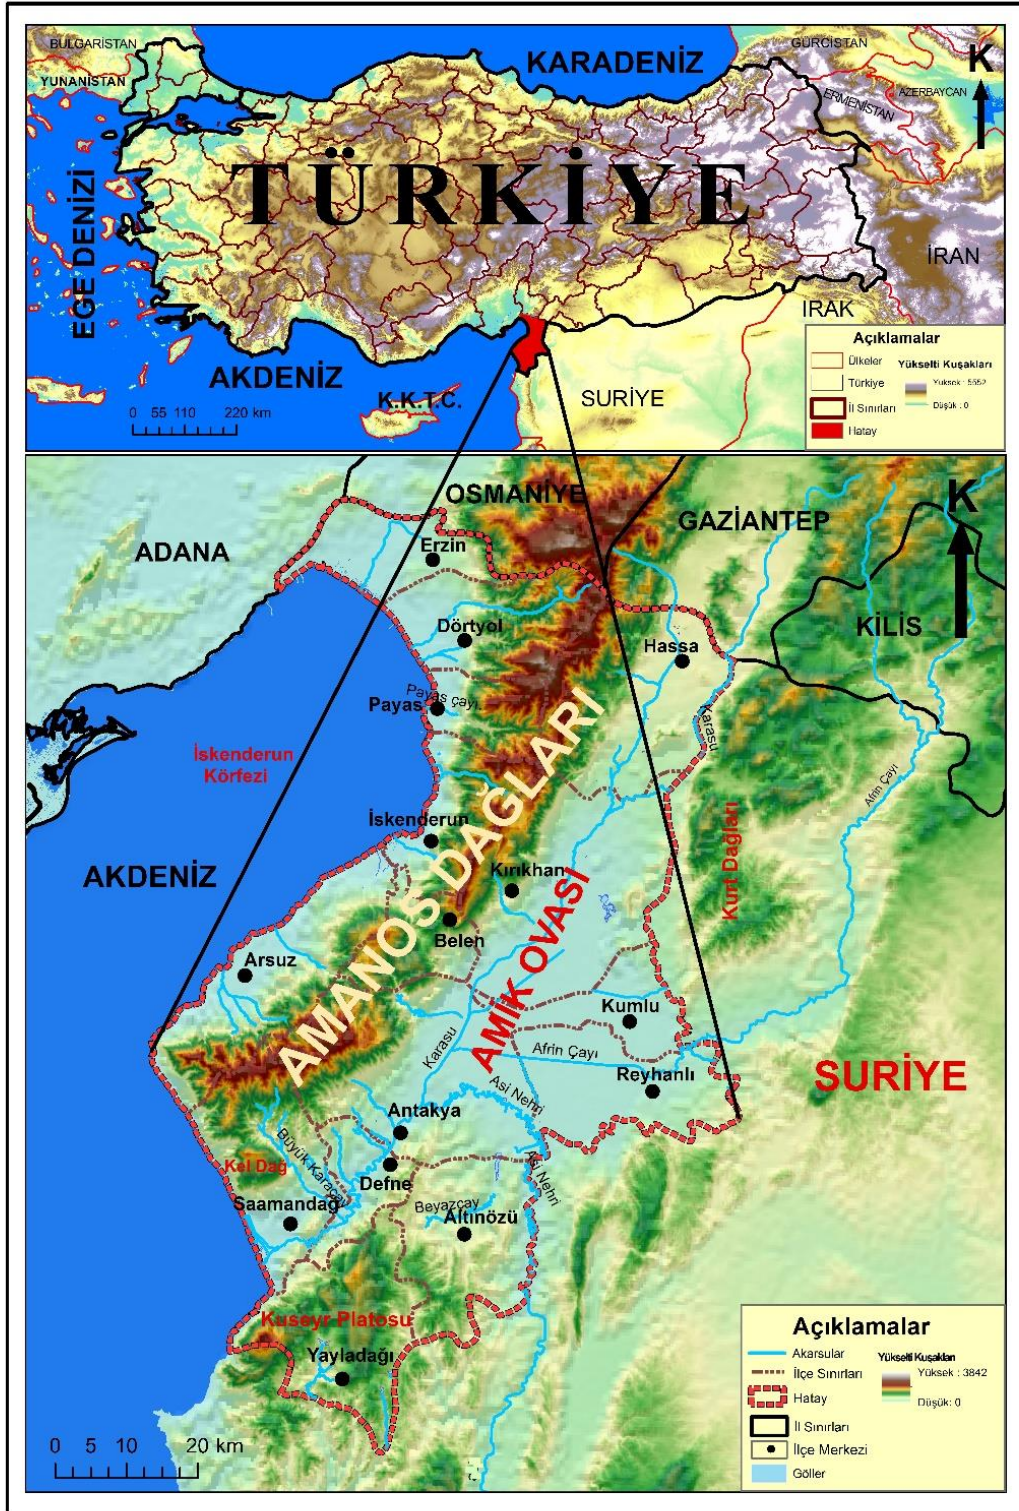 BULGARİSTAN
YUNANİSTAN
KARADENİZ
GÜRCİSTAN
K
ERMENİSTAN
AZERBAYCAN
TÜRKİYE
EGE DENİZİ
İRAN
IRAK
AKDENİZ
K.K.T.C.
SURİYE
0 55 110 220 km
Açıklamalar
Ülkeler
Türkiye
İl Sınırları
Hatay
Yükselti Kuşakları
Yüksek : 5552
Düşük : 0
OSMANİYE
GAZİANTEP
K
ADANA
Erzin
KİLİS
Dörtyol
Hassa
Payas
Payas çayı
Karasu
İskenderun
Körfezi
Afrin Çayı
İskenderun
AMANOS DAĞLARI
Kurt Dağları
AKDENİZ
Kırıkhan
AMİK OVASI
Belen
Arsuz
Kumlu
Karasu
Afrin Çayı
Reyhanlı
SURİYE
Asi Nehri
Antakya
Büyük Karaçay
Kel Dağ
Defne
Asi Nehri
Saamandağ
Beyazçay
Altınözü
Kuseyr Platosu
Yayladağı
0 5 10 20 km
Açıklamalar
Akarsular
İlçe Sınırları
Hatay
İl Sınırları
İlçe Merkezi
Göller
Yükselti Kuşakları
Yüksek : 3842
Düşük: 0